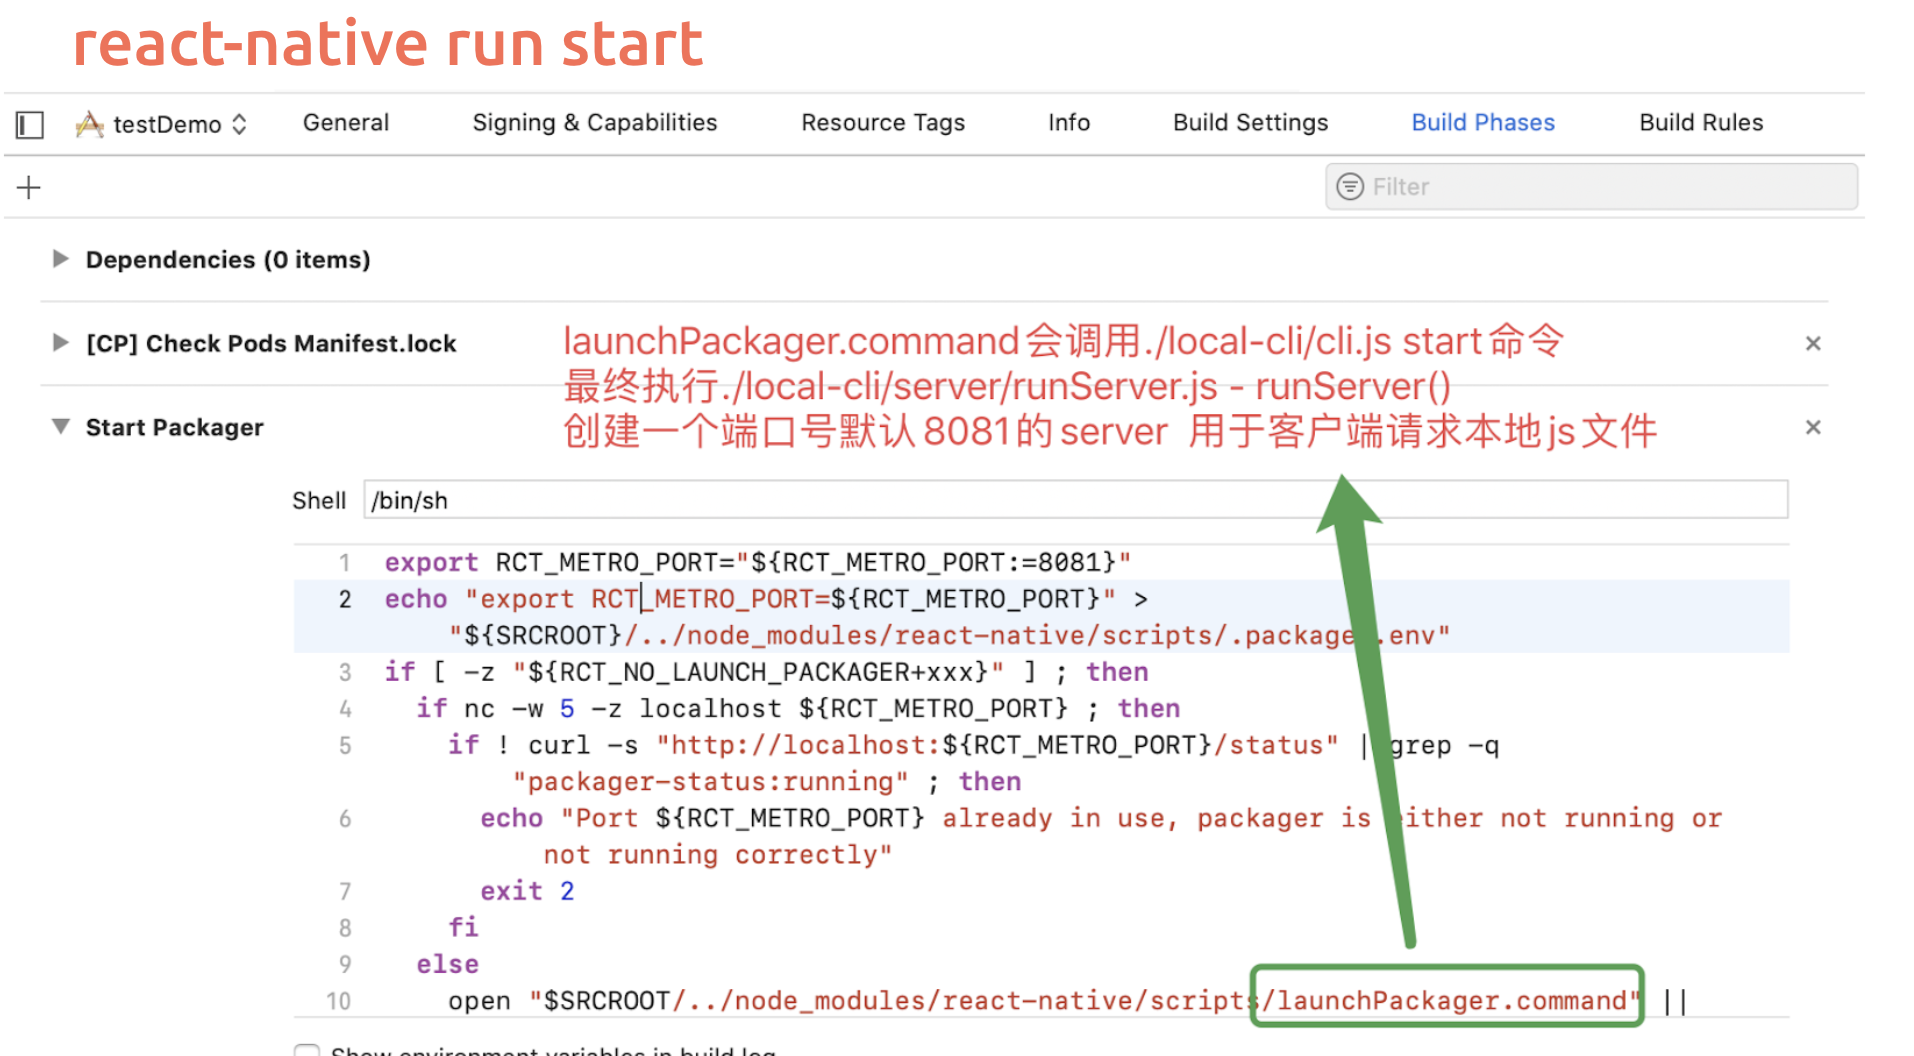 react-native run start
testDemo General Signing & Capabilities Resource Tags Info Build Settings Build Phases Build Rules
Filter
Dependencies (0 items)
[CP] Check Pods Manifest.lock
launchPackager.command会调用./local-cli/cli.js start命令
最终执行./local-cli/server/runServer.js - runServer()
创建一个端口号默认8081的server 用于客户端请求本地js文件
Start Packager
Shell /bin/sh
1 export RCT_METRO_PORT="${RCT_METRO_PORT:=8081}"
2 echo "export RCT_METRO_PORT=${RCT_METRO_PORT}" >
"${SRCROOT}/../node_modules/react-native/scripts/.packager.env"
3 if [ -z "${RCT_NO_LAUNCH_PACKAGER+xxx}" ] ; then
4 if nc -w 5 -z localhost ${RCT_METRO_PORT} ; then
5 if ! curl -s "http://localhost:${RCT_METRO_PORT}/status" | grep -q
"packager-status:running" ; then
6 echo "Port ${RCT_METRO_PORT} already in use, packager is either not running or
not running correctly"
7 exit 2
8 fi
9 else
10 open "$SRCROOT/../node_modules/react-native/scripts/launchPackager.command" ||
Show environment variables in build log